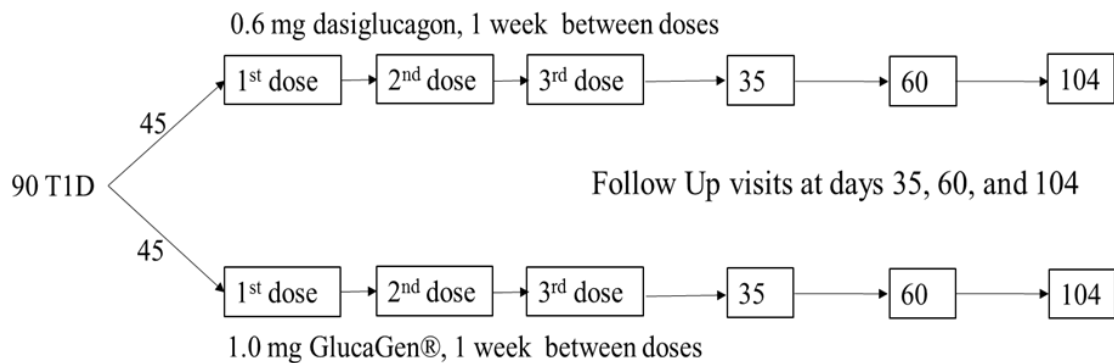 0.6 mg dasiglucagon, 1 week between doses
1st dose
2nd dose
3rd dose
35
60
104
45
90 T1D
Follow Up visits at days 35, 60, and 104
45
1st dose
2nd dose
3rd dose
35
60
104
1.0 mg GlucaGen®, 1 week between doses